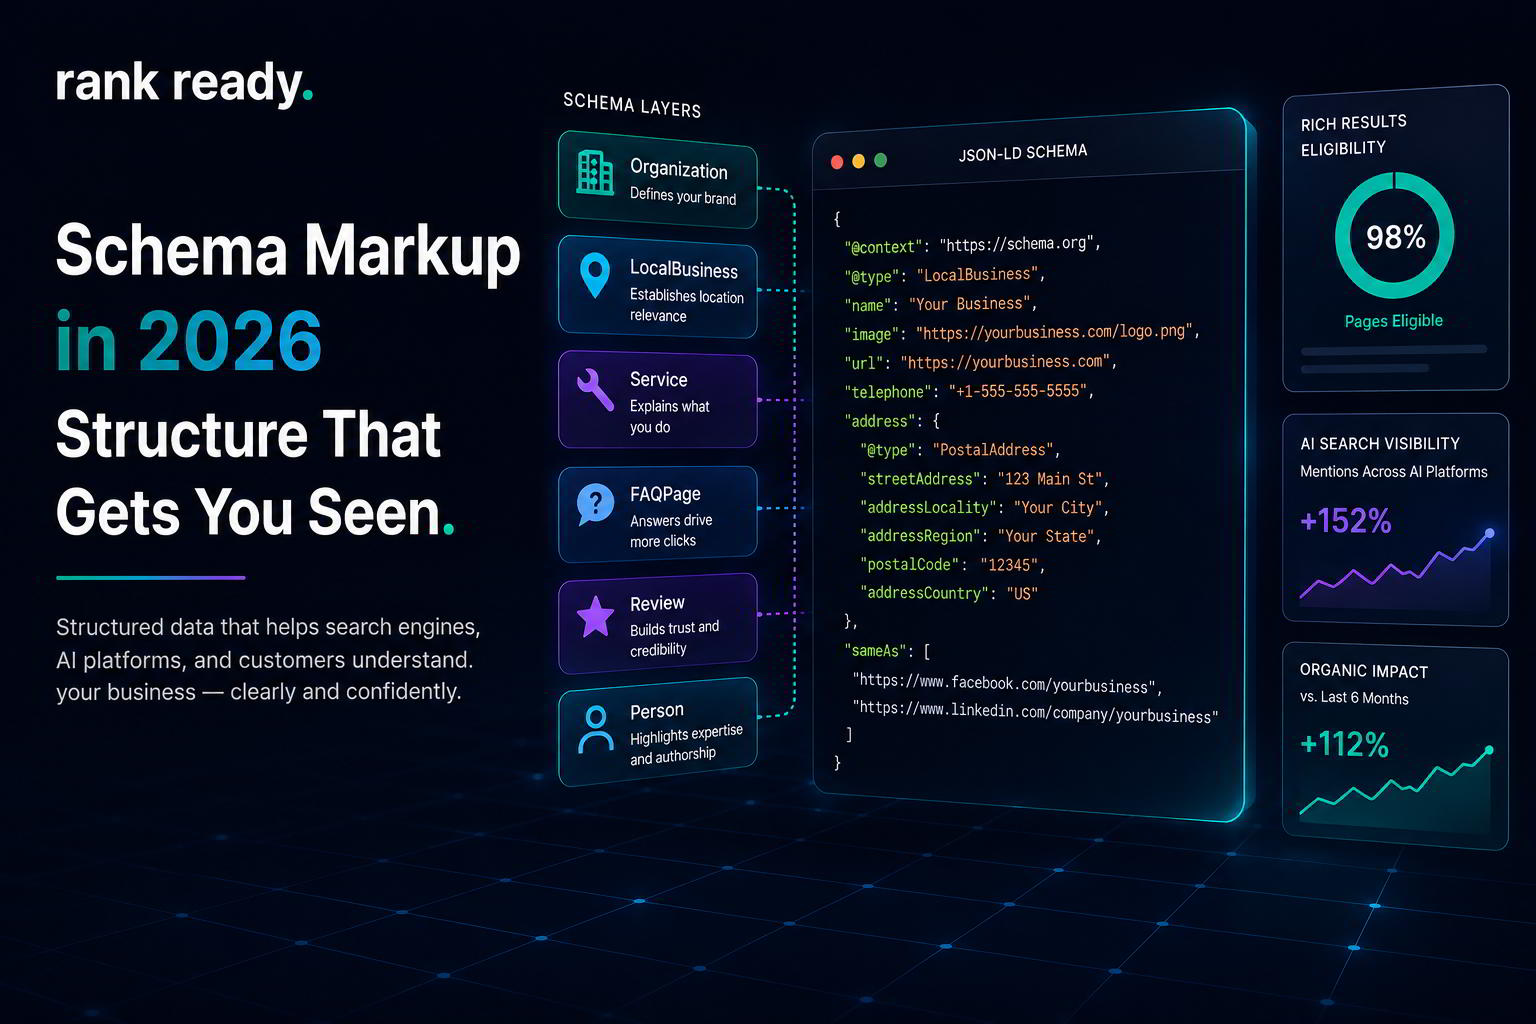 rank ready.
Schema Markup
in 2026
Structure That
Gets You Seen.
Structured data that helps search engines,
AI platforms, and customers understand.
your business — clearly and confidently.
SCHEMA LAYERS
Organization
Defines your brand
LocalBusiness
Establishes location
relevance
Service
Explains what
you do
FAQPage
Answers drive
more clicks
Review
Builds trust and
credibility
Person
Highlights expertise
and authorship
JSON-LD SCHEMA
{
"@context": "https://schema.org",
"@type": "LocalBusiness",
"name": "Your Business",
"image": "https://yourbusiness.com/logo.png",
"url": "https://yourbusiness.com",
"telephone": "+1-555-555-5555",
"address": {
"@type": "PostalAddress",
"streetAddress": "123 Main St",
"addressLocality": "Your City",
"addressRegion": "Your State",
"postalCode": "12345",
"addressCountry": "US"
},
"sameAs": [
"https://www.facebook.com/yourbusiness",
"https://www.linkedin.com/company/yourbusiness"
]
}
RICH RESULTS
ELIGIBILITY
98%
Pages Eligible
AI SEARCH VISIBILITY
Mentions Across AI Platforms
+152%
ORGANIC IMPACT
vs. Last 6 Months
+112%